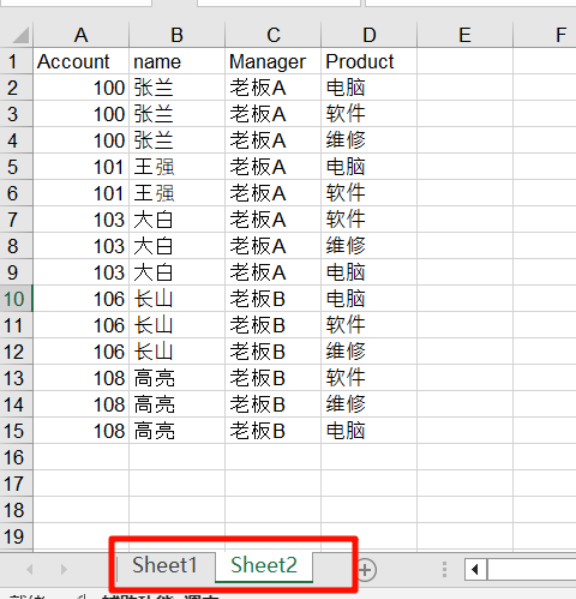 A B C D E F
1 Account name Manager Product
2 100 张兰 老板A 电脑
3 100 张兰 老板A 软件
4 100 张兰 老板A 维修
5 101 王强 老板A 电脑
6 101 王强 老板A 软件
7 103 大白 老板A 软件
8 103 大白 老板A 维修
9 103 大白 老板A 电脑
10 106 长山 老板B 电脑
11 106 长山 老板B 软件
12 106 长山 老板B 维修
13 108 高亮 老板B 软件
14 108 高亮 老板B 维修
15 108 高亮 老板B 电脑
16
17
18
19
Sheet1 Sheet2